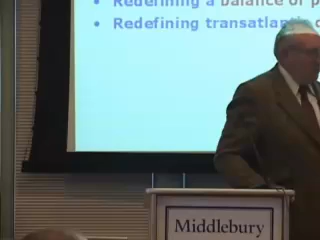 • Redefining a balance of p
• Redefining transatlantic c
Middlebury